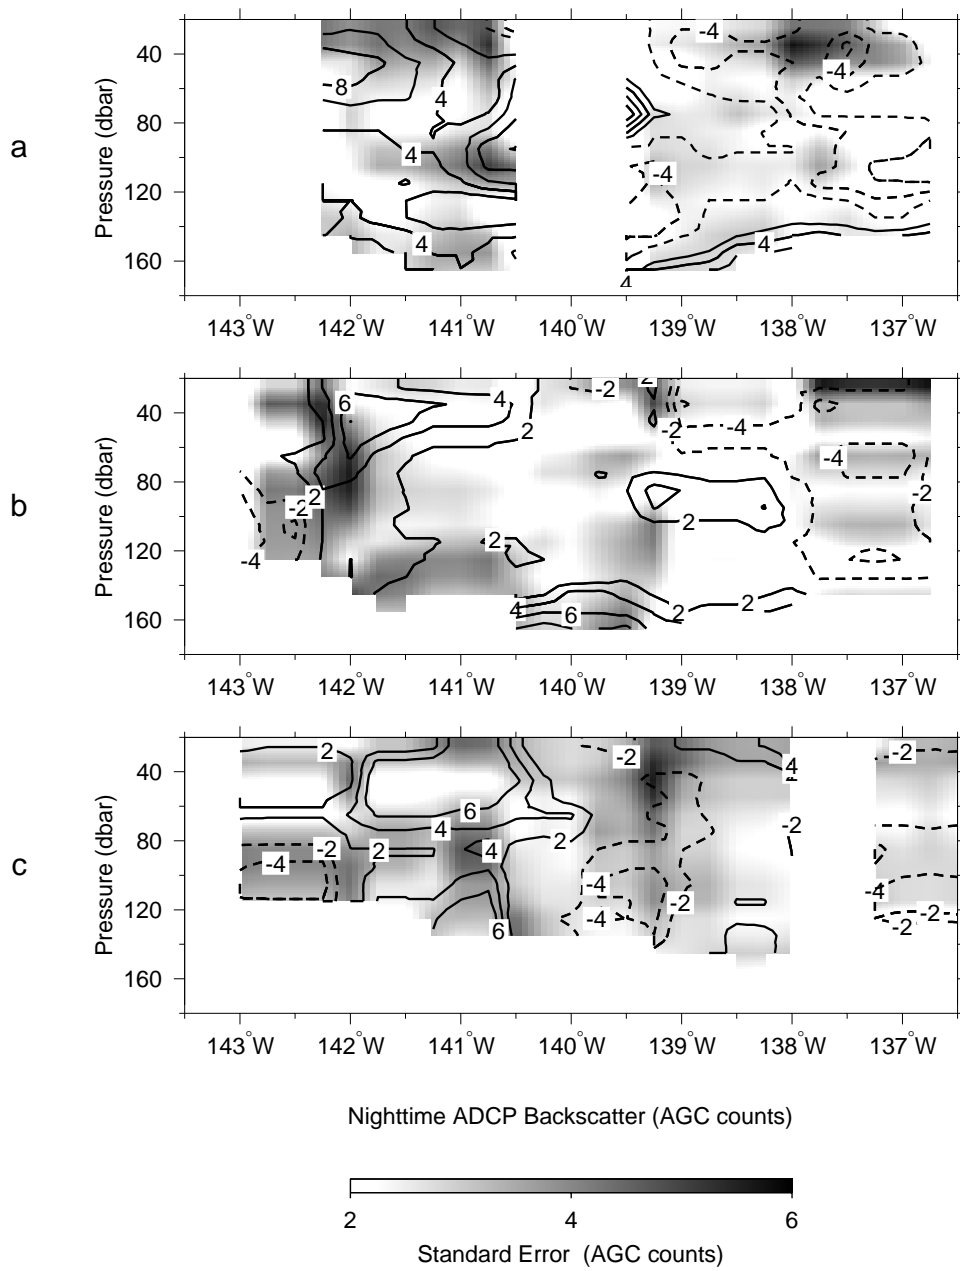 a
Pressure (dbar)
40
80
120
160
-4
-4
8
4
4
-4
4
4
4
143°W
142°W
141°W
140°W
139°W
138°W
137°W
b
Pressure (dbar)
40
80
120
160
-2
2
6
4
-2
-4
2
-4
2
-2
-2
2
2
-4
4
6
2
2
143°W
142°W
141°W
140°W
139°W
138°W
137°W
c
Pressure (dbar)
40
80
120
160
2
-2
4
-2
6
4
-2
2
-2
2
4
-4
-4
-4
-2
-4
6
-2
-2
143°W
142°W
141°W
140°W
139°W
138°W
137°W
Nighttime ADCP Backscatter (AGC counts)
2
4
6
Standard Error (AGC counts)